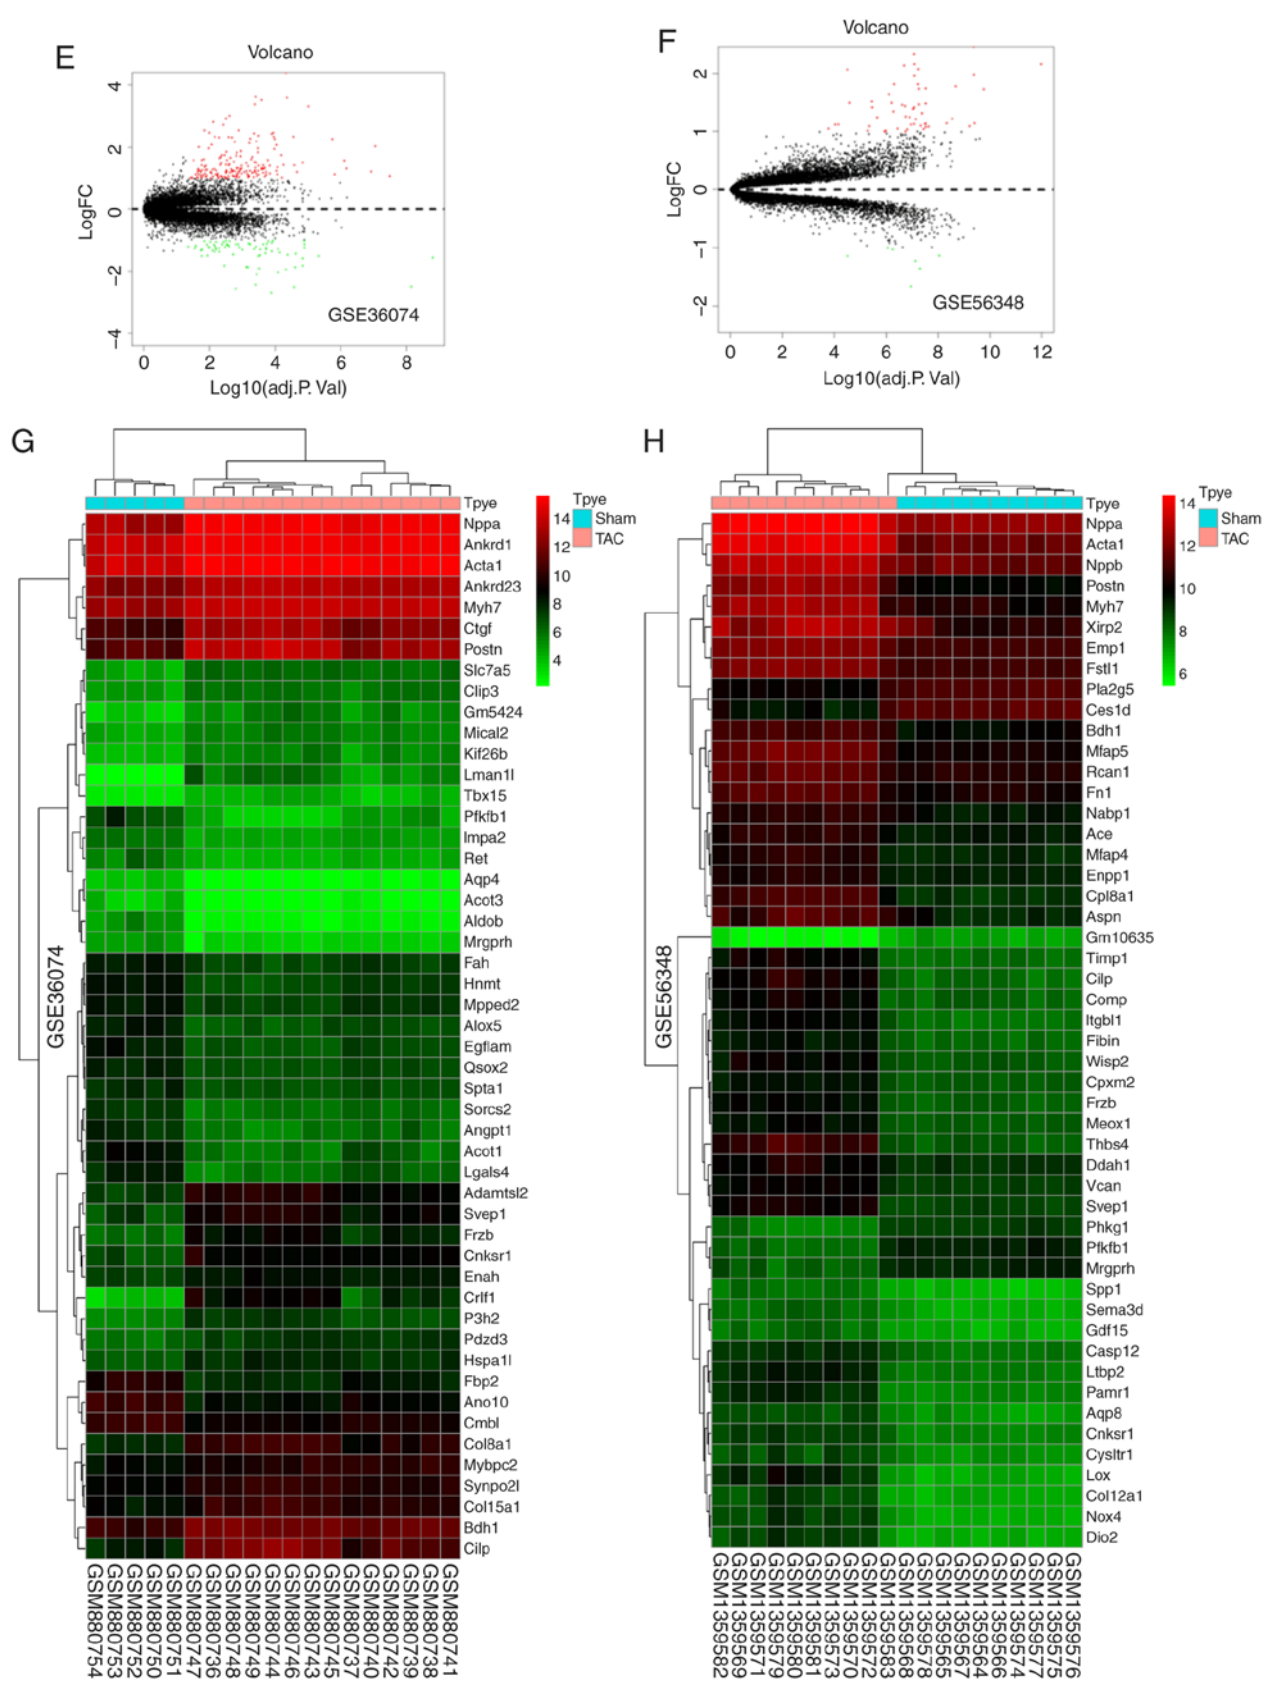 E
Volcano
4
2
0
−2
−4
LogFC
GSE36074
0 2 4 6 8
Log10(adj.P. Val)
F
Volcano
2
1
0
−1
−2
LogFC
GSE56348
0 2 4 6 8 10 12
Log10(adj.P. Val)
G
Tpye
Nppa
Ankrd1
Acta1
Ankrd23
Myh7
Ctgf
Postn
Slc7a5
Clip3
Gm5424
Mical2
Kif26b
Lman1l
Tbx15
Pfkfb1
Impa2
Ret
Aqp4
Acot3
Aldob
Mrgprh
Fah
Hnmt
Mpped2
Alox5
Egflam
Qsox2
Spta1
Sorcs2
Angpt1
Acot1
Lgals4
Adamtsl2
Svep1
Frzb
Cnksr1
Enah
Crlf1
P3h2
Pdzd3
Hspa1l
Fbp2
Ano10
Cmbl
Col8a1
Mybpc2
Synpo2l
Col15a1
Bdh1
Cilp
14
12
10
8
6
4
Tpye
Sham
TAC
GSE36074
GSM880754
GSM880753
GSM880752
GSM880750
GSM880751
GSM880747
GSM880736
GSM880748
GSM880749
GSM880744
GSM880746
GSM880743
GSM880745
GSM880737
GSM880740
GSM880742
GSM880739
GSM880738
GSM880741
H
Tpye
Nppa
Acta1
Nppb
Postn
Myh7
Xirp2
Emp1
Fstl1
Pla2g5
Ces1d
Bdh1
Mfap5
Rcan1
Fn1
Nabp1
Ace
Mfap4
Enpp1
Cpl8a1
Aspn
Gm10635
Timp1
Cilp
Comp
Itgbl1
Fibin
Wisp2
Cpxm2
Frzb
Meox1
Thbs4
Ddah1
Vcan
Svep1
Phkg1
Pfkfb1
Mrgprh
Spp1
Sema3d
Gdf15
Casp12
Ltbp2
Pamr1
Aqp8
Cnksr1
Cysltr1
Lox
Col12a1
Nox4
Dio2
14
12
10
8
6
Tpye
Sham
TAC
GSE56348
GSM1359582
GSM1359569
GSM1359571
GSM1359579
GSM1359580
GSM1359581
GSM1359573
GSM1359570
GSM1359572
GSM1359583
GSM1359568
GSM1359578
GSM1359565
GSM1359567
GSM1359564
GSM1359566
GSM1359574
GSM1359577
GSM1359575
GSM1359576